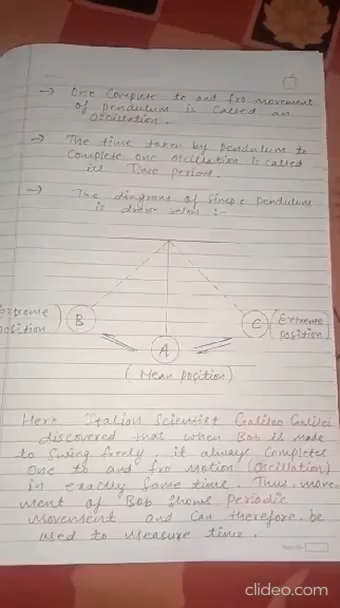 → One Complete to and fro movement
of pendulum is called an
oscillation.
→ The time taken by pendulum to
Complete one oscillation is called
its Time period.
→ The diagram of simple pendulum
is drawn below :-
(Extreme position) B
C (Extreme position)
A
(Mean position)
Here Italian Scientist Galileo Galilei
discovered that when Bob is made
to Swing freely, it always Completes
One to and fro motion (Oscillation)
in exactly Same time. Thus move-
ment of Bob shows Periodic
Movement and Can therefore be
used to measure time.
clideo.com